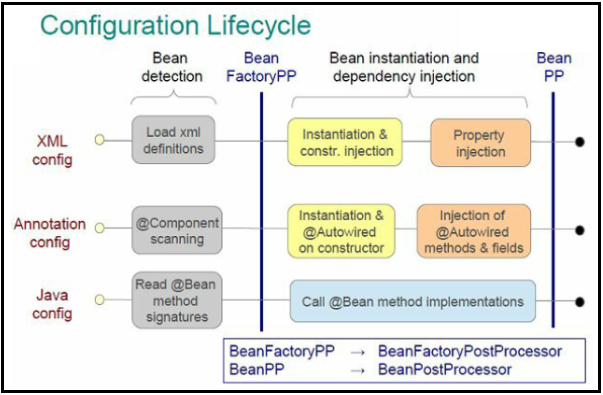 Configuration Lifecycle
Bean
detection
Bean
FactoryPP
Bean instantiation and
dependency injection
Bean
PP
XML
config
Load xml
definitions
Instantiation &
constr. injection
Property
injection
Annotation
config
@Component
scanning
Instantiation &
@Autowired
on constructor
Injection of
@Autowired
methods & fields
Java
config
Read @Bean
method
signatures
Call @Bean method implementations
BeanFactoryPP → BeanFactoryPostProcessor
BeanPP → BeanPostProcessor